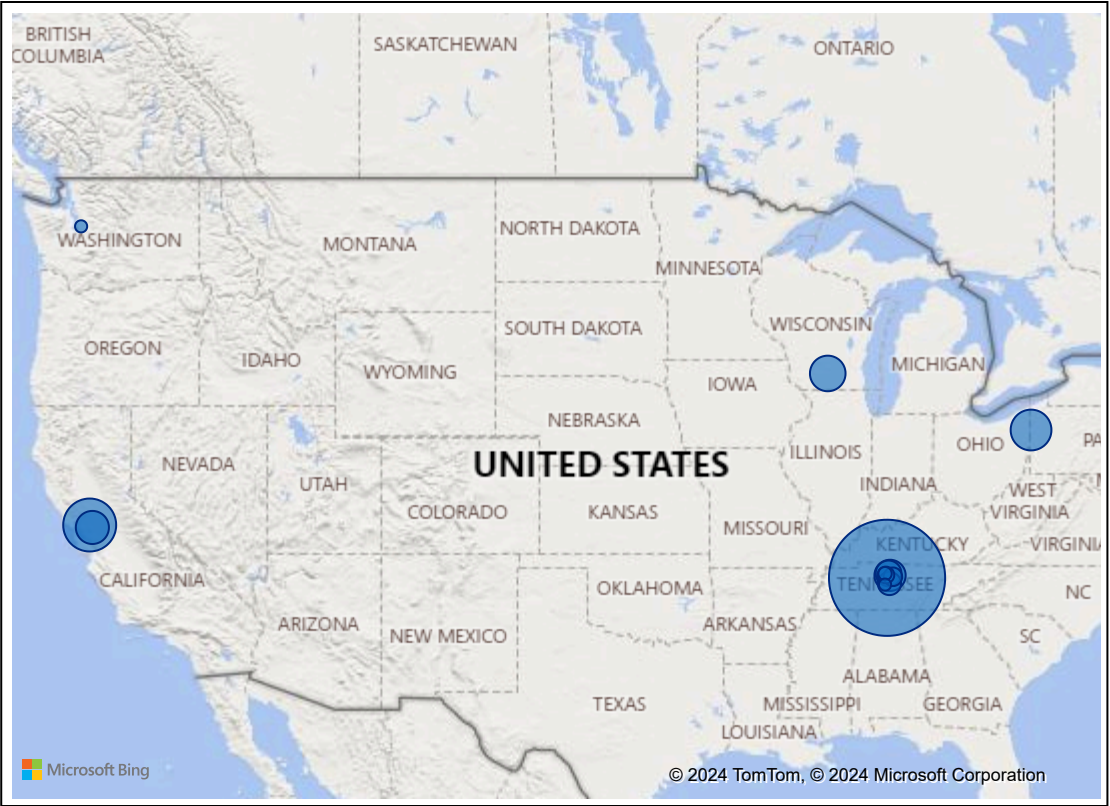 BRITISH
COLUMBIA
SASKATCHEWAN
ONTARIO
WASHINGTON
MONTANA
NORTH DAKOTA
MINNESOTA
SOUTH DAKOTA
WISCONSIN
OREGON
IDAHO
WYOMING
MICHIGAN
IOWA
NEBRASKA
OHIO
PA
NEVADA
UTAH
UNITED STATES
ILLINOIS
INDIANA
COLORADO
KANSAS
MISSOURI
WEST
VIRGINIA
KENTUCKY
VIRGINIA
CALIFORNIA
OKLAHOMA
TENNESSEE
NC
ARIZONA
NEW MEXICO
ARKANSAS
SC
TEXAS
ALABAMA
MISSISSIPPI
GEORGIA
LOUISIANA
Microsoft Bing
© 2024 TomTom, © 2024 Microsoft Corporation